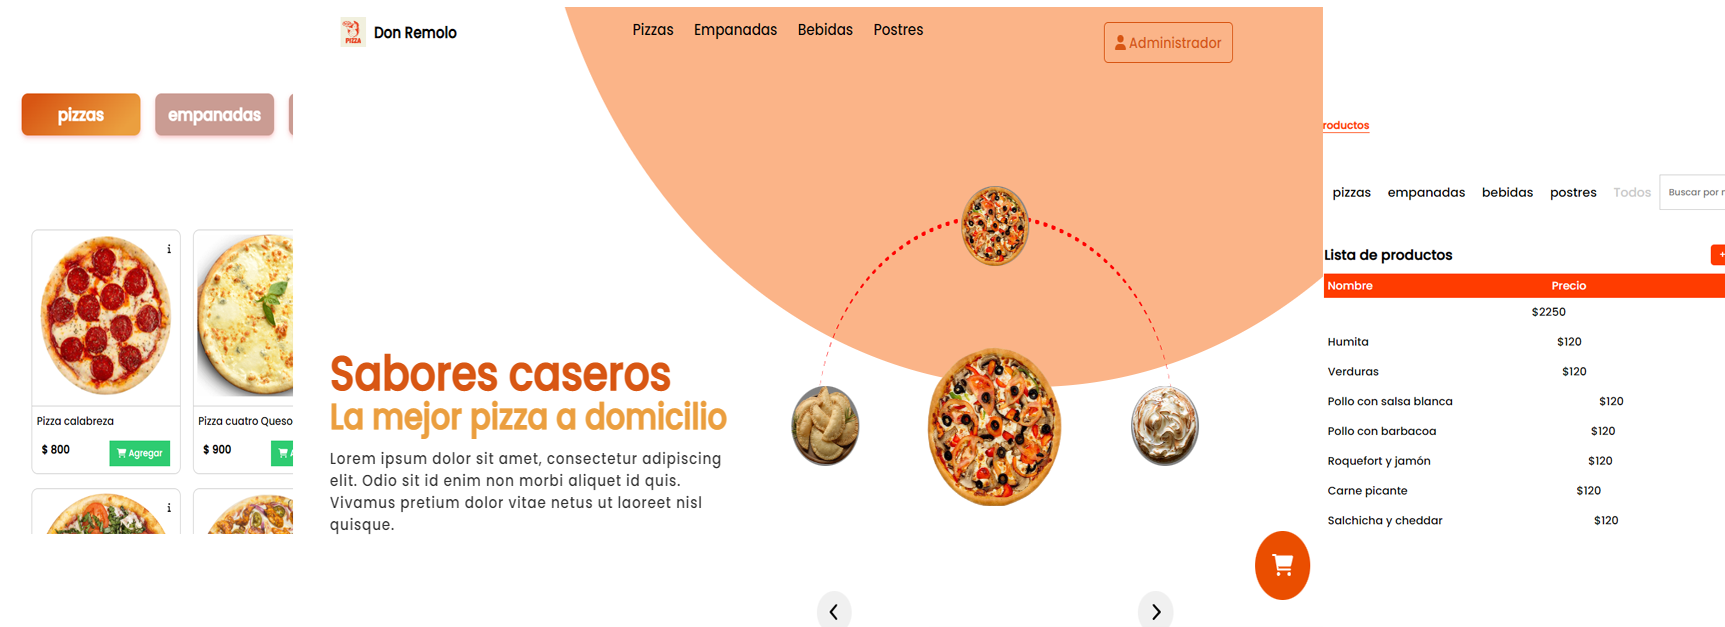 pizzas
empanadas
Pizza calabreza
$ 800
Agregar
Pizza cuatro Queso
$ 900
PIZZA
Don Remolo
Pizzas
Empanadas
Bebidas
Postres
Administrador
Sabores caseros
La mejor pizza a domicilio
Lorem ipsum dolor sit amet, consectetur adipiscing
elit. Odio sit id enim non morbi aliquet id quis.
Vivamus pretium dolor vitae netus ut laoreet nisl
quisque.
roductos
pizzas
empanadas
bebidas
postres
Todos
Buscar por
Lista de productos
+
Nombre Precio
$2250
Humita $120
Verduras $120
Pollo con salsa blanca $120
Pollo con barbacoa $120
Roquefort y jamón $120
Carne picante $120
Salchicha y cheddar $120